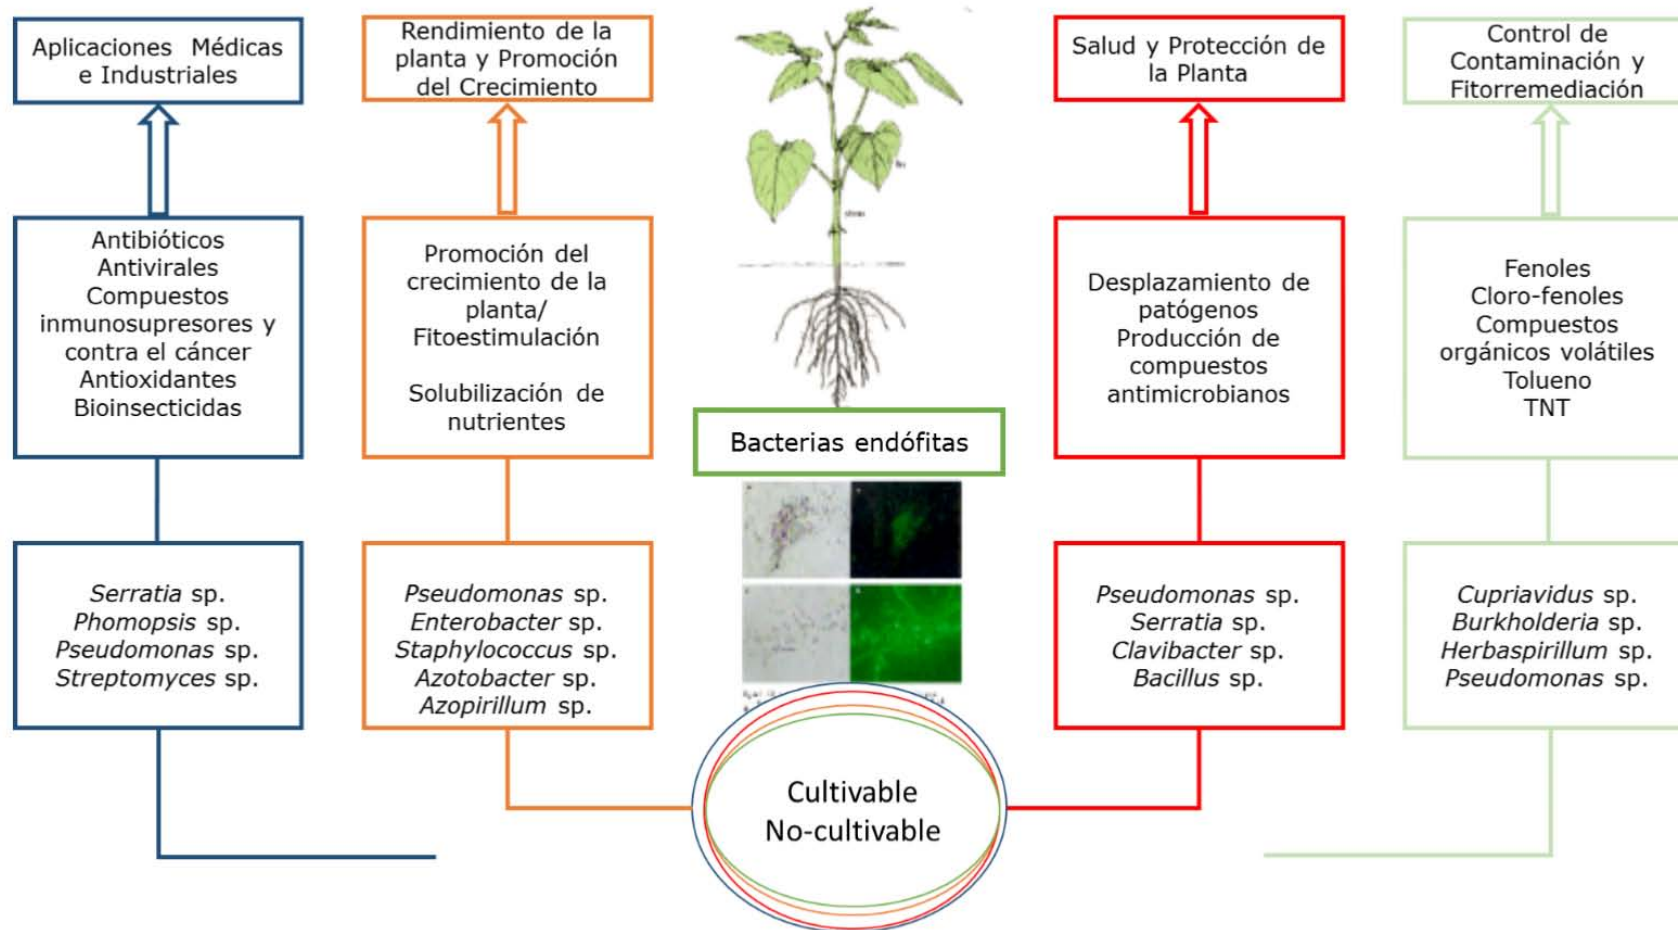 Aplicaciones Médicas
e Industriales
Antibióticos
Antivirales
Compuestos
inmunosupresores y
contra el cáncer
Antioxidantes
Bioinsecticidas
Serratia sp.
Phomopsis sp.
Pseudomonas sp.
Streptomyces sp.
Rendimiento de la
planta y Promoción
del Crecimiento
Promoción del
crecimiento de la
planta/
Fitoestimulación
Solubilización de
nutrientes
Pseudomonas sp.
Enterobacter sp.
Staphylococcus sp.
Azotobacter sp.
Azopirillum sp.
Bacterias endófitas
Cultivable
No-cultivable
Salud y Protección de
la Planta
Desplazamiento de
patógenos
Producción de
compuestos
antimicrobianos
Pseudomonas sp.
Serratia sp.
Clavibacter sp.
Bacillus sp.
Control de
Contaminación y
Fitorremediación
Fenoles
Cloro-fenoles
Compuestos
orgánicos volátiles
Tolueno
TNT
Cupriavidus sp.
Burkholderia sp.
Herbaspirillum sp.
Pseudomonas sp.